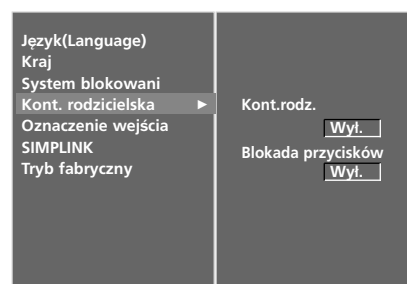 Język(Language)
Kraj
System blokowani
Kont. rodzicielska ►
Oznaczenie wejścia
SIMPLINK
Tryb fabryczny
Kont.rodz.
Wył.
Blokada przycisków
Wył.